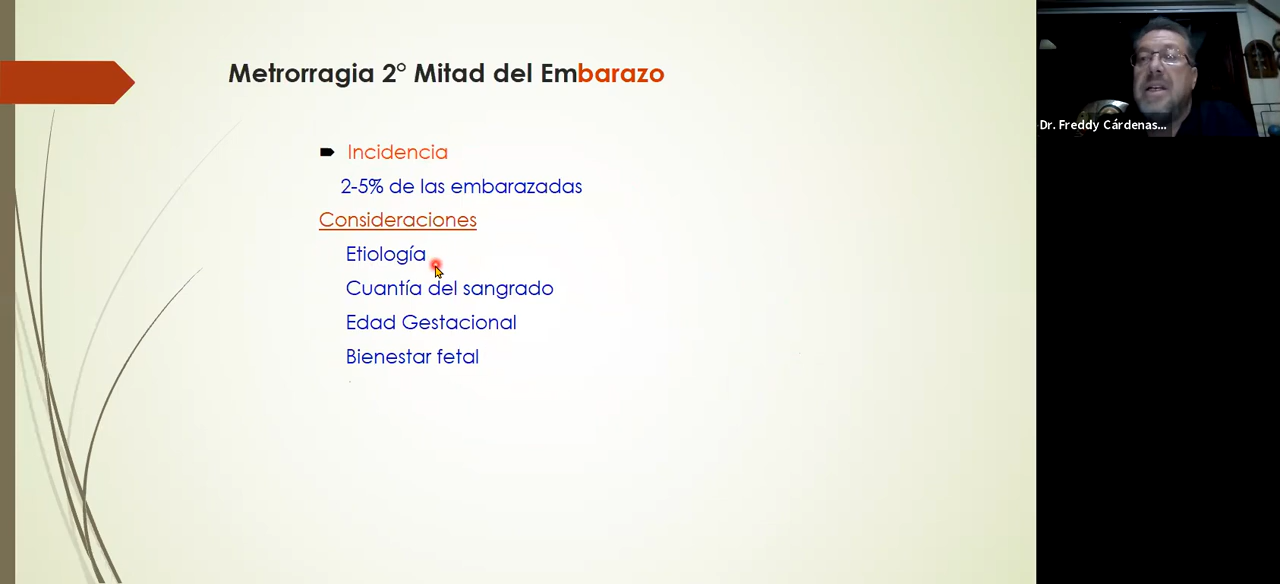 Metrorragia 2° Mitad del Embarazo
Incidencia
2-5% de las embarazadas
Consideraciones
Etiología
Cuantía del sangrado
Edad Gestacional
Bienestar fetal
Dr. Freddy Cárdenas...